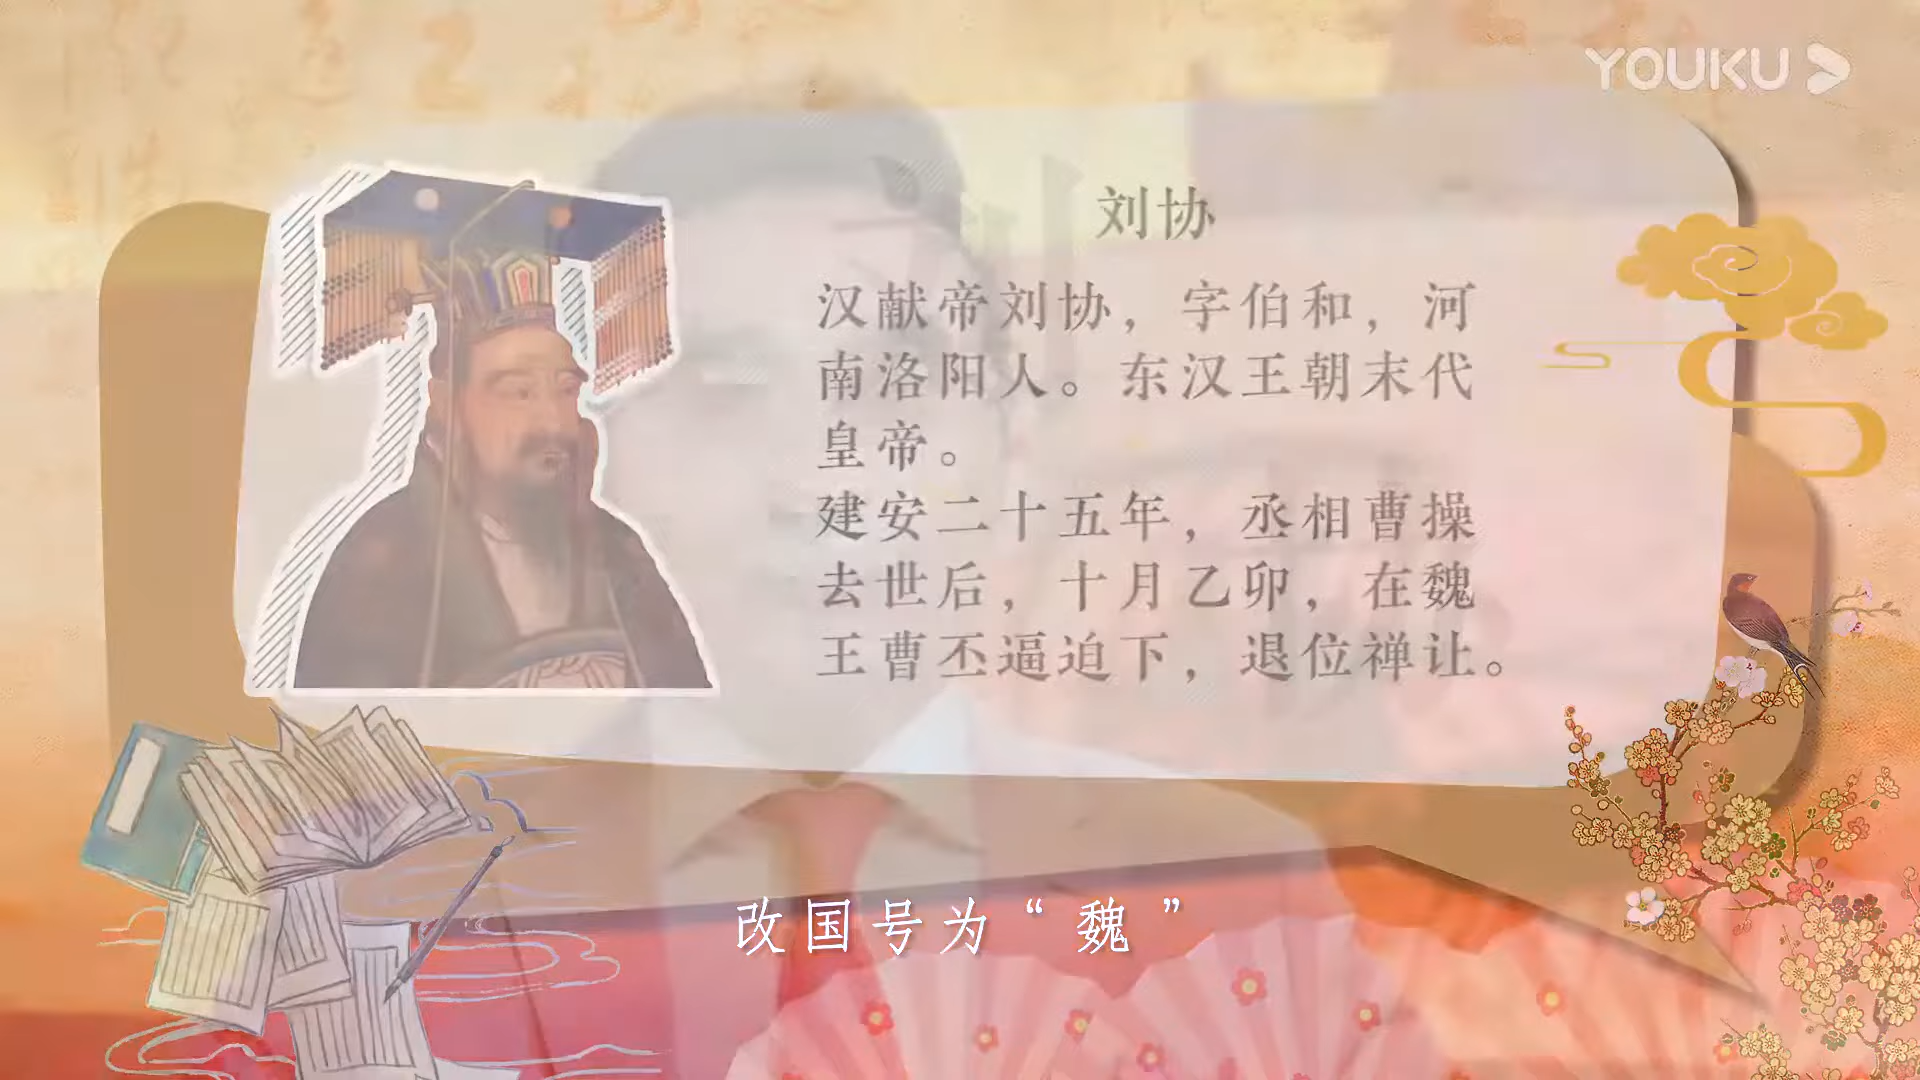 YOUKU
刘协
汉献帝刘协，字伯和，河
南洛阳人。东汉王朝末代
皇帝。
建安二十五年，丞相曹操
去世后，十月乙卯，在魏
王曹丕逼迫下，退位禅让。
改国号为“魏”